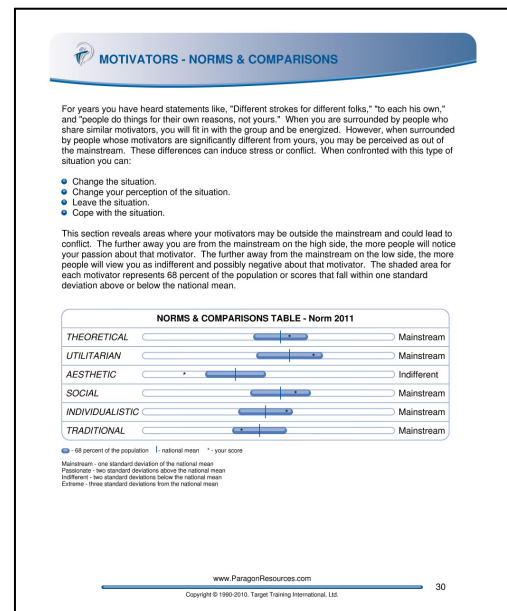 MOTIVATORS - NORMS & COMPARISONS
For years you have heard statements like, "Different strokes for different folks," "to each his own,"
and "people do things for their own reasons, not yours." When you are surrounded by people who
share similar motivators, you will fit in with the group and be energized. However, when surrounded
by people whose motivators are significantly different from yours, you may be perceived as out of
the mainstream. These differences can induce stress or conflict. When confronted with this type of
situation you can:
Change the situation.
Change your perception of the situation.
Leave the situation.
Cope with the situation.
This section reveals areas where your motivators may be outside the mainstream and could lead to
conflict. The further away you are from the mainstream on the high side, the more people will notice
your passion about that motivator. The further away from the mainstream on the low side, the more
people will view you as indifferent and possibly negative about that motivator. The shaded area for
each motivator represents 68 percent of the population or scores that fall within one standard
deviation above or below the national mean.
NORMS & COMPARISONS TABLE - Norm 2011
THEORETICAL * Mainstream
UTILITARIAN * Mainstream
AESTHETIC * Indifferent
SOCIAL * Mainstream
INDIVIDUALISTIC * Mainstream
TRADITIONAL * Mainstream
- 68 percent of the population - national mean * - your score
Mainstream - one standard deviation of the national mean
Passionate - two standard deviations above the national mean
Indifferent - two standard deviations below the national mean
Extreme - three standard deviations from the national mean
www.ParagonResources.com
30
Copyright © 1990-2010. Target Training International, Ltd.